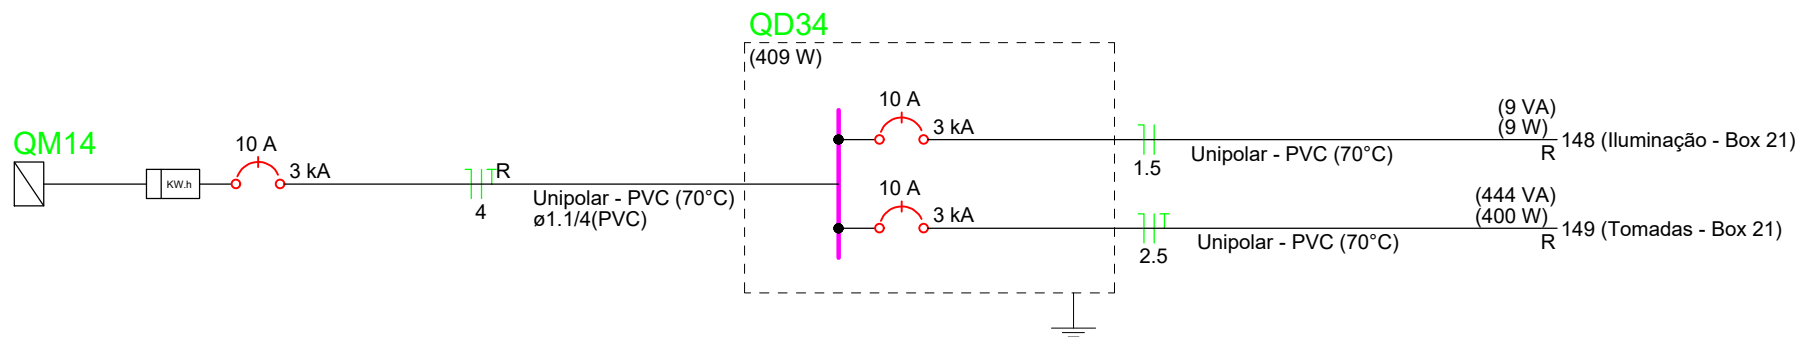 QD34
(409 W)
QM14
KW.h
10 A
3 kA
R
4
Unipolar - PVC (70°C)
ø1.1/4(PVC)
10 A
3 kA
1.5
Unipolar - PVC (70°C)
(9 VA)
(9 W)
R
148 (Iluminação - Box 21)
10 A
3 kA
2.5
Unipolar - PVC (70°C)
(444 VA)
(400 W)
R
149 (Tomadas - Box 21)